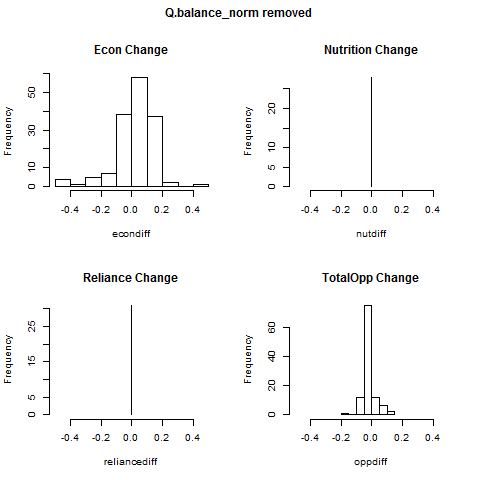 Q.balance_norm removed
Econ Change
Frequency
10
30
50
-0.4
-0.2
0.0
0.2
0.4
econdiff
Nutrition Change
Frequency
0
5
10
20
-0.4
-0.2
0.0
0.2
0.4
nutdiff
Reliance Change
Frequency
0
5
15
25
-0.4
-0.2
0.0
0.2
0.4
reliancediff
TotalOpp Change
Frequency
0
20
40
60
-0.4
-0.2
0.0
0.2
0.4
oppdiff